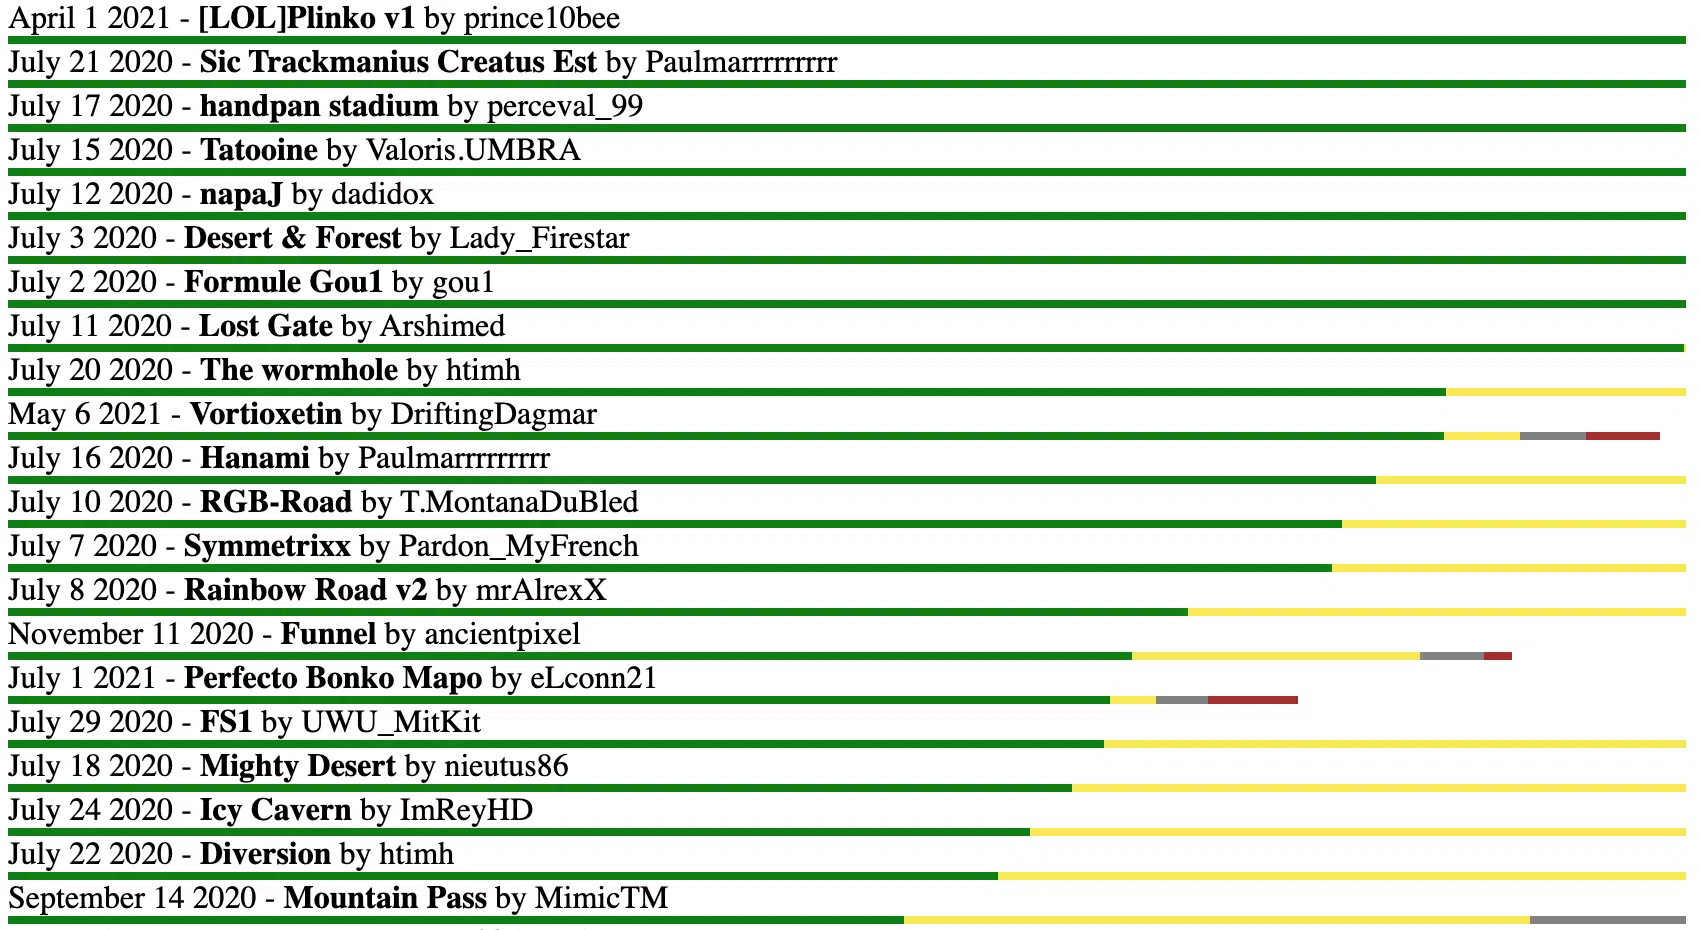 April 1 2021 - [LOL]Plinko v1 by prince10bee
July 21 2020 - Sic Trackmanius Creatus Est by Paulmarrrrrrrrr
July 17 2020 - handpan stadium by perceval_99
July 15 2020 - Tatooine by Valoris.UMBRA
July 12 2020 - napaJ by dadidox
July 3 2020 - Desert & Forest by Lady_Firestar
July 2 2020 - Formule Gou1 by gou1
July 11 2020 - Lost Gate by Arshimed
July 20 2020 - The wormhole by htimh
May 6 2021 - Vortioxetin by DriftingDagmar
July 16 2020 - Hanami by Paulmarrrrrrrrr
July 10 2020 - RGB-Road by T.MontanaDuBled
July 7 2020 - Symmetrixx by Pardon_MyFrench
July 8 2020 - Rainbow Road v2 by mrAlrexX
November 11 2020 - Funnel by ancientpixel
July 1 2021 - Perfecto Bonko Mapo by eLconn21
July 29 2020 - FS1 by UWU_MitKit
July 18 2020 - Mighty Desert by nieutus86
July 24 2020 - Icy Cavern by ImReyHD
July 22 2020 - Diversion by htimh
September 14 2020 - Mountain Pass by MimicTM